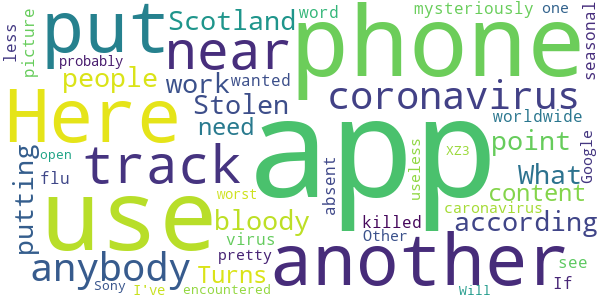 less
picture
put
Scotland
word
mysteriously
one
seasonal
probably
near
phone
people
work
wanted
Here
Stolen
coronavirus
need
app
worldwide
track
point
What
Google
open
flu
putting
use
absent
useless
XZ3
content
worst
caronavirus
according
bloody
killed
virus
Other
another
see
anybody
pretty
If
Turns
Sony
I've
encountered
Will